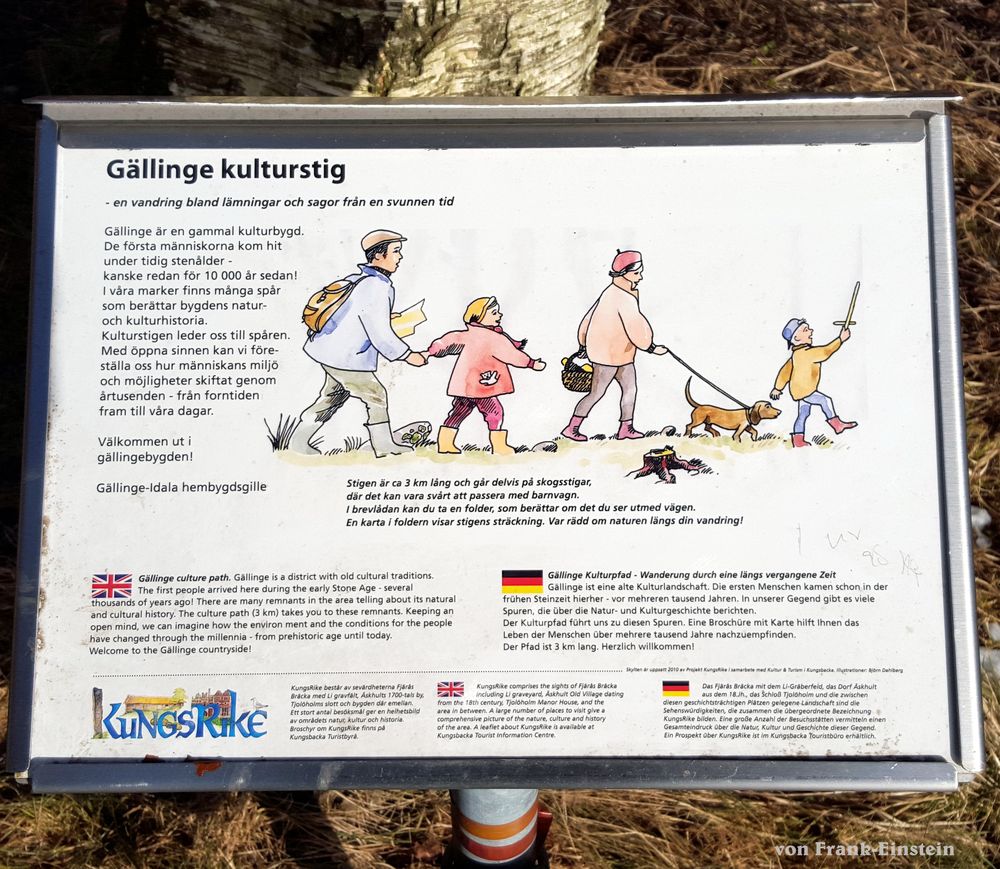 Gällinge kulturstig
- en vandring bland lämningar och sagor från en svunnen tid
Gällinge är en gammal kulturbygd.
De första människorna kom hit
under tidig stenålder -
kanske redan för 10 000 år sedan!
I våra marker finns många spår
som berättar bygdens natur-
och kulturhistoria.
Kulturstigen leder oss till spåren.
Med öppna sinnen kan vi före-
ställa oss hur människans miljö
och möjligheter skiftat genom
årtusenden - från forntiden
fram till våra dagar.
Välkommen ut i
gällingebygden!
Gällinge-Idala hembygdsgille
Stigen är ca 3 km lång och går delvis på skogsstigar,
där det kan vara svårt att passera med barnvagn.
I brevlådan kan du ta en folder, som berättar om det du ser utmed vägen.
En karta i foldern visar stigens sträckning. Var rädd om naturen längs din vandring!
Gällinge culture path. Gällinge is a district with old cultural traditions.
The first people arrived here during the early Stone Age - several
thousands of years ago! There are many remnants in the area telling about its natural
and cultural history. The culture path (3 km) takes you to these remnants. Keeping an
open mind, we can imagine how the environ ment and the conditions for the people
have changed through the millennia - from prehistoric age until today.
Welcome to the Gällinge countryside!
Gällinge Kulturpfad - Wanderung durch eine längs vergangene Zeit
Gällinge ist eine alte Kulturlandschaft. Die ersten Menschen kamen schon in der
frühen Steinzeit hierher - vor mehreren tausend Jahren. In unserer Gegend gibt es viele
Spuren, die über die Natur- und Kulturgeschichte berichten.
Der Kulturpfad führt uns zu diesen Spuren. Eine Broschüre mit Karte hilft Ihnen das
Leben der Menschen über mehrere tausend Jahre nachzuempfinden.
Der Pfad ist 3 km lang. Herzlich willkommen!
Skylten är uppsatt 2010 av Projekt KungsRike i samarbete med Kultur & Turism i Kungsbacka. Illustrationer: Björn Dahlberg
KUNGSRIKE
KungsRike består av sevärdheterna Fjärås
Bräcka med Li gravfält, Åskhults 1700-tals by,
Tjolöholms slott och bygden där emellan.
Ett stort antal besöksmål ger en helhetsbild
av områdets natur, kultur och historia.
Broschyr om KungsRike finns på
Kungsbacka Turistbyrå.
KungsRike comprises the sights of Fjärås Bräcka
including Li graveyard, Åskhult Old Village dating
from the 18th century, Tjolöholm Manor House, and the
area in between. A large number of places to visit give a
comprehensive picture of the nature, culture and history
of the area. A leaflet about KungsRike is available at
Kungsbacka Tourist Information Centre.
Das Fjärås Bräcka mit dem Li-Gräberfeld, das Dorf Åskhult
aus dem 18.Jh., das Schloß Tjolöholm und die zwischen
diesen geschichtsträchtigen Plätzen gelegene Landschaft sind die
Sehenswürdigkeiten, die zusammen die übergeordnete Bezeichnung
KungsRike bilden. Eine große Anzahl der Besuchsstätten vermitteln einen
Gesamteindruck über die Natur, Kultur und Geschichte dieser Gegend.
Ein Prospekt über KungsRike ist im Kungsbacka Touristbüro erhältlich.
von Frank-Einstein